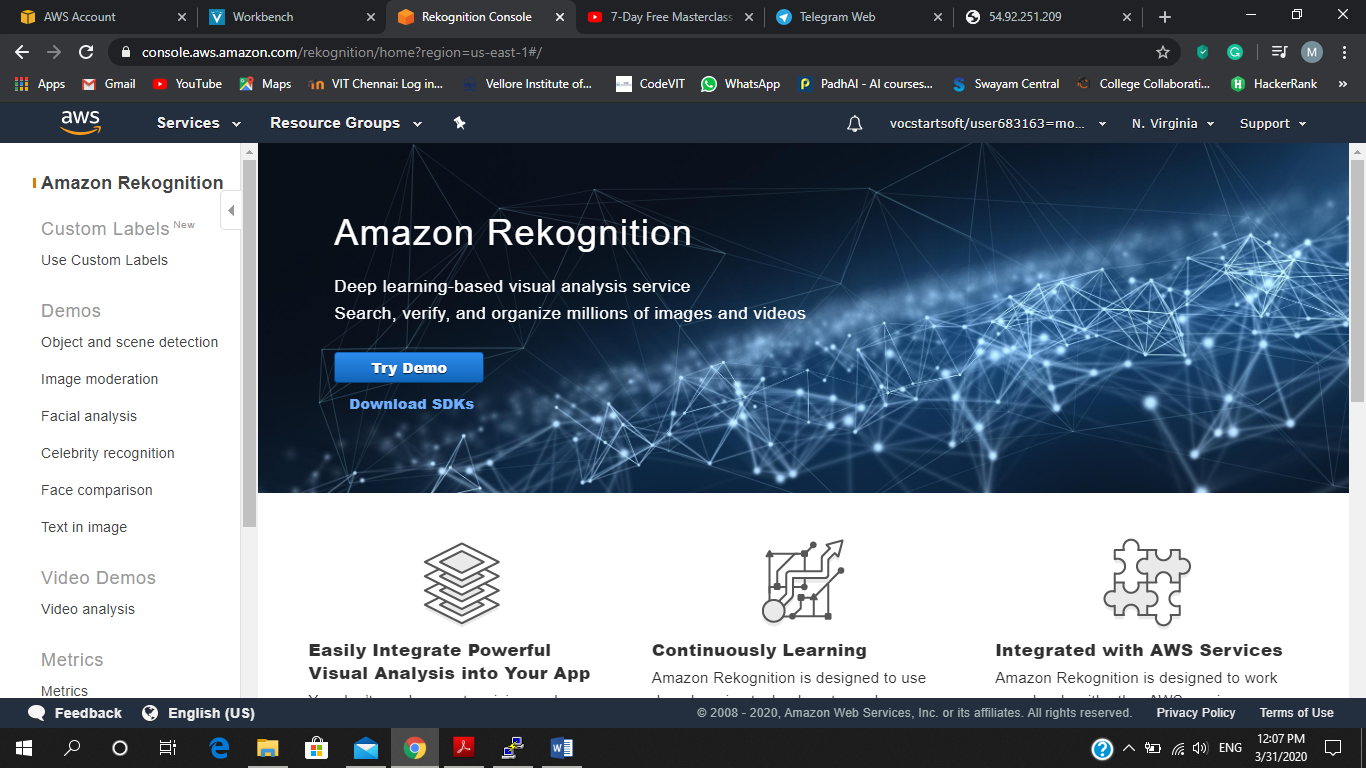 AWS Account
Workbench
Rekognition Console
7-Day Free Masterclass
Telegram Web
54.92.251.209
console.aws.amazon.com/rekognition/home?region=us-east-1#/
M
Apps
Gmail
YouTube
Maps
VIT Chennai: Log in...
Vellore Institute of...
CodeVIT
WhatsApp
PadhAI - AI courses...
Swayam Central
College Collaborati...
HackerRank
»
aws
Services
Resource Groups
vocstartsoft/user683163=mo...
N. Virginia
Support
Amazon Rekognition
Custom Labels New
Use Custom Labels
Demos
Object and scene detection
Image moderation
Facial analysis
Celebrity recognition
Face comparison
Text in image
Video Demos
Video analysis
Metrics
Metrics
Amazon Rekognition
Deep learning-based visual analysis service
Search, verify, and organize millions of images and videos
Try Demo
Download SDKs
Easily Integrate Powerful
Visual Analysis into Your App
Continuously Learning
Amazon Rekognition is designed to use
Integrated with AWS Services
Amazon Rekognition is designed to work
Feedback
English (US)
© 2008 - 2020, Amazon Web Services, Inc. or its affiliates. All rights reserved.
Privacy Policy
Terms of Use
ENG
12:07 PM
3/31/2020